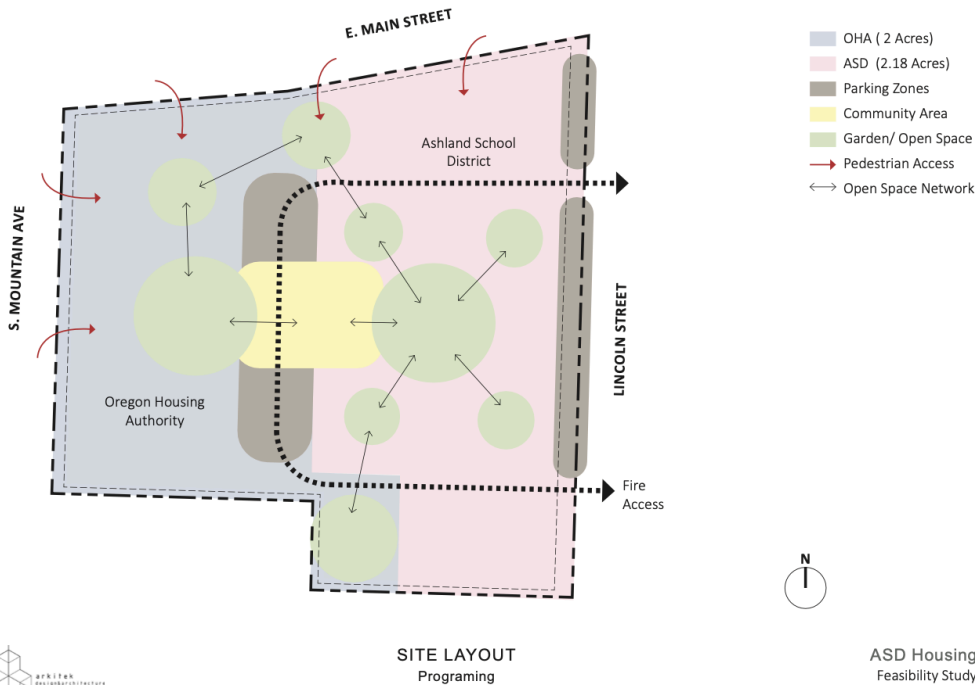 E. MAIN STREET
OHA ( 2 Acres)
ASD (2.18 Acres)
Parking Zones
Community Area
Garden/ Open Space
Pedestrian Access
Open Space Network
Ashland School
District
S. MOUNTAIN AVE
LINCOLN STREET
Oregon Housing
Authority
Fire
Access
N
SITE LAYOUT
Programing
arkitek
design&architecture
ASD Housing
Feasibility Study